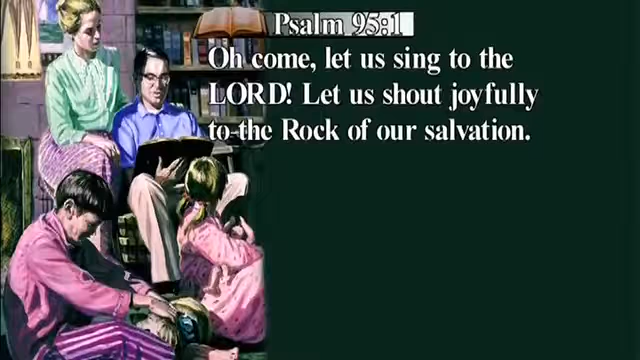 Psalm 95:1
Oh come, let us sing to the
LORD! Let us shout joyfully
to the Rock of our salvation.